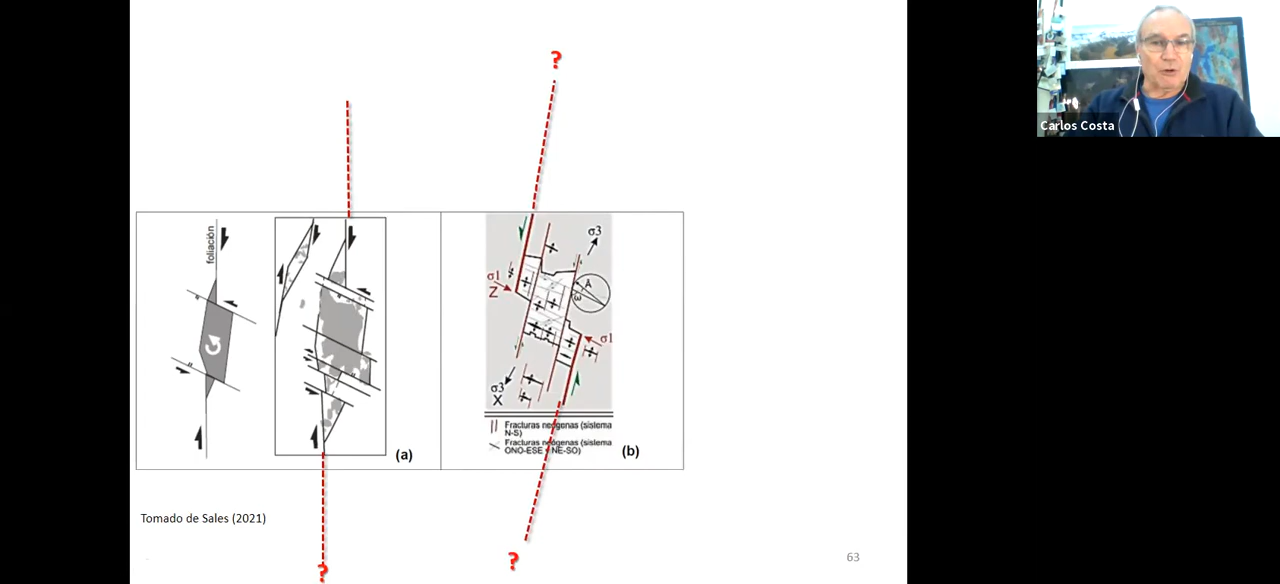 ?
Carlos Costa
foliación
σ3
σ1
Z
A
ω
σ1
σ3
X
Fracturas neógenas (sistema
N-S)
Fracturas neógenas (sistema
ONO-ESE NE-SO)
(a)
(b)
Tomado de Sales (2021)
63
?
?